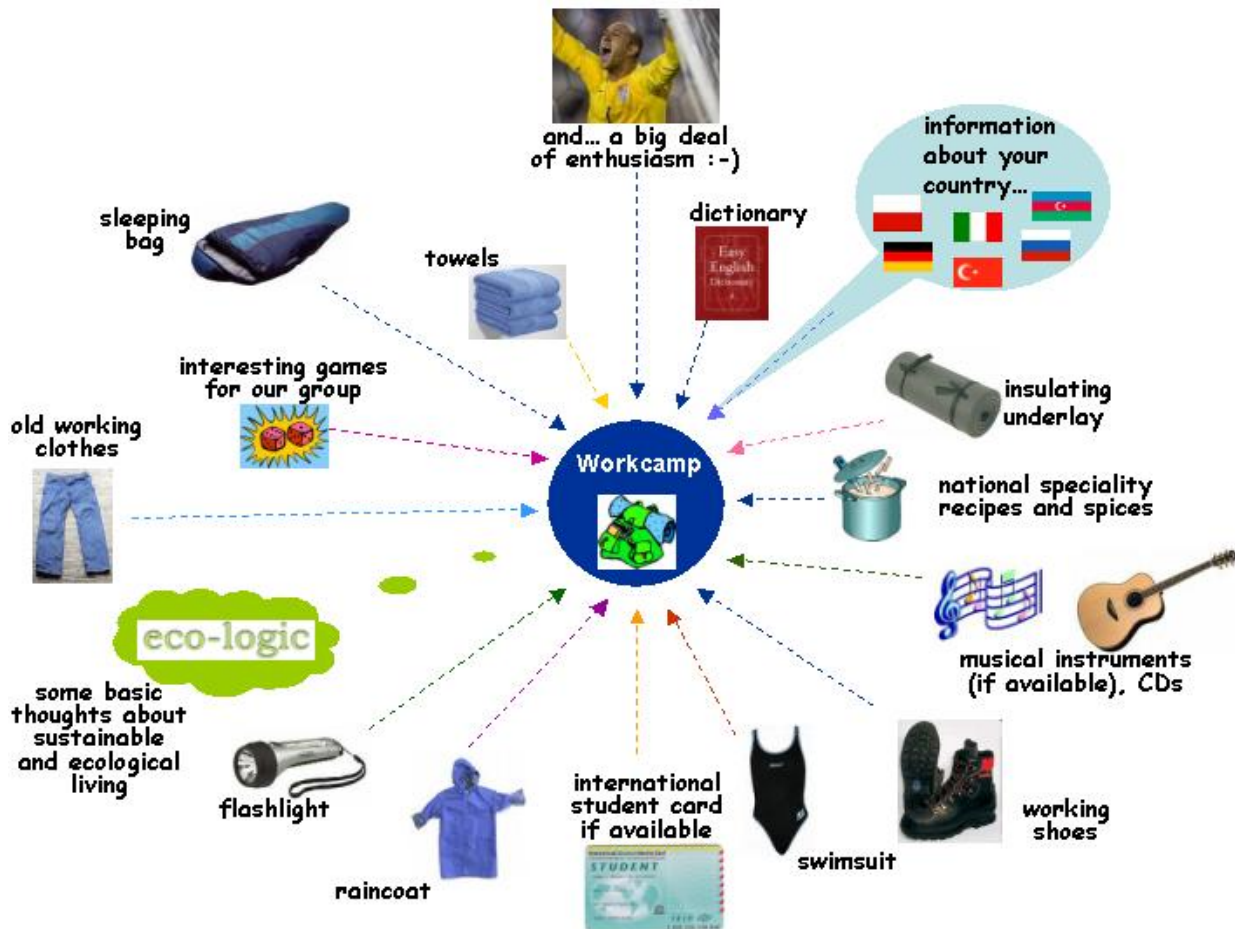 and... a big deal
of enthusiasm :-)
information
about your
country...
dictionary
Easy
English
Dictionary
sleeping
bag
towels
interesting games
for our group
insulating
underlay
old working
clothes
Workcamp
national speciality
recipes and spices
eco-logic
musical instruments
(if available), CDs
some basic
thoughts about
sustainable
and ecological
living
flashlight
raincoat
international
student card
if available
STUDENT
swimsuit
working
shoes